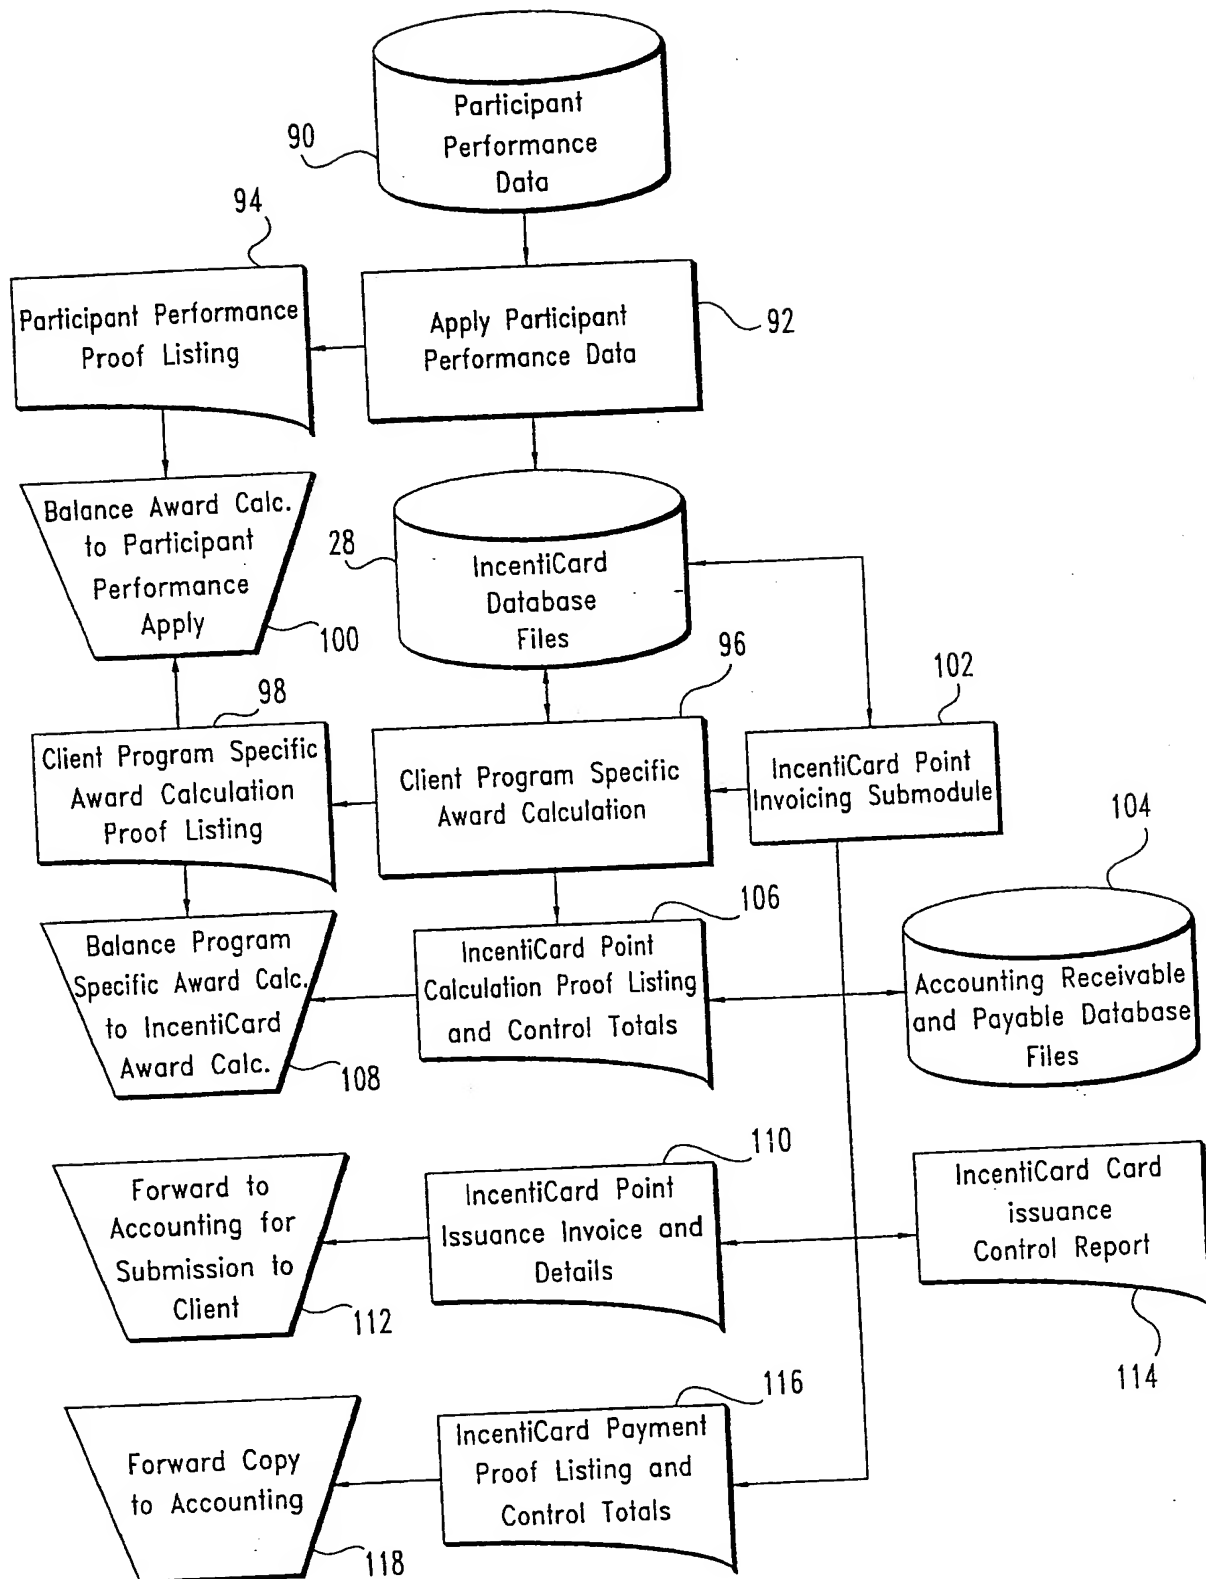 Participant
Performance
Data
90
94
Participant Performance
Proof Listing
Apply Participant
Performance Data
92
Balance Award Calc.
to Participant
Performance
Apply
100
28
IncentiCard
Database
Files
96
102
98
Client Program Specific
Award Calculation
Proof Listing
Client Program Specific
Award Calculation
IncentiCard Point
Invoicing Submodule
104
106
Balance Program
Specific Award Calc.
to IncentiCard
Award Calc.
108
IncentiCard Point
Calculation Proof Listing
and Control Totals
Accounting Receivable
and Payable Database
Files
110
Forward to
Accounting for
Submission to
Client
112
IncentiCard Point
Issuance Invoice and
Details
IncentiCard Card
issuance
Control Report
114
116
Forward Copy
to Accounting
118
IncentiCard Payment
Proof Listing and
Control Totals